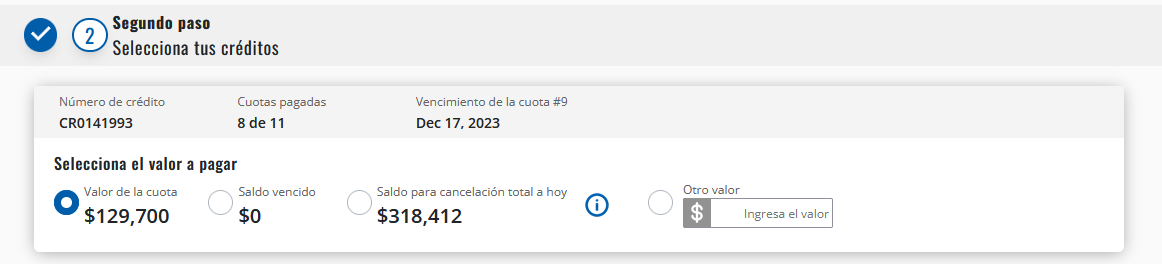 2
Segundo paso
Selecciona tus créditos
Número de crédito
CR0141993
Cuotas pagadas
8 de 11
Vencimiento de la cuota #9
Dec 17, 2023
Selecciona el valor a pagar
Valor de la cuota
$129,700
Saldo vencido
$0
Saldo para cancelación total a hoy
$318,412
i
Otro valor
$ Ingresa el valor